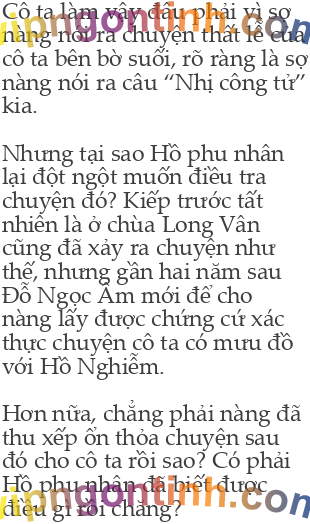 Cô ta làm vậy đâu phải vì sợ
nàng nói ra chuyện thất lễ của
cô ta bên bờ suối, rõ ràng là sợ
nàng nói ra câu “Nhị công tử”
kia.

Nhưng tại sao Hồ phu nhân
lại đột ngột muốn điều tra
chuyện đó? Kiếp trước tất
nhiên là ở chùa Long Vân
cũng đã xảy ra chuyện như
thế, nhưng gần hai năm sau
Đỗ Ngọc Âm mới để cho
nàng lấy được chứng cứ xác
thực chuyện cô ta có mưu đồ
với Hồ Nghiễm.

Hơn nữa, chẳng phải nàng đã
thu xếp ổn thỏa chuyện sau
đó cho cô ta rồi sao? Có phải
Hồ phu nhân đã biết được
điều gì rồi chăng?
vipngontinh.com
vipngontinh.com